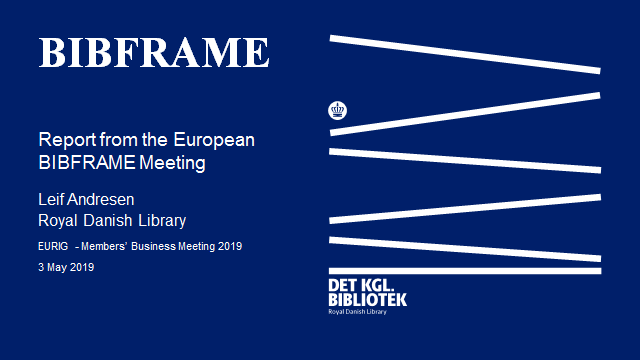 BIBFRAME
Report from the European
BIBFRAME Meeting
Leif Andresen
Royal Danish Library
EURIG - Members' Business Meeting 2019
3 May 2019
DET KGL.
BIBLIOTEK
Royal Danish Library